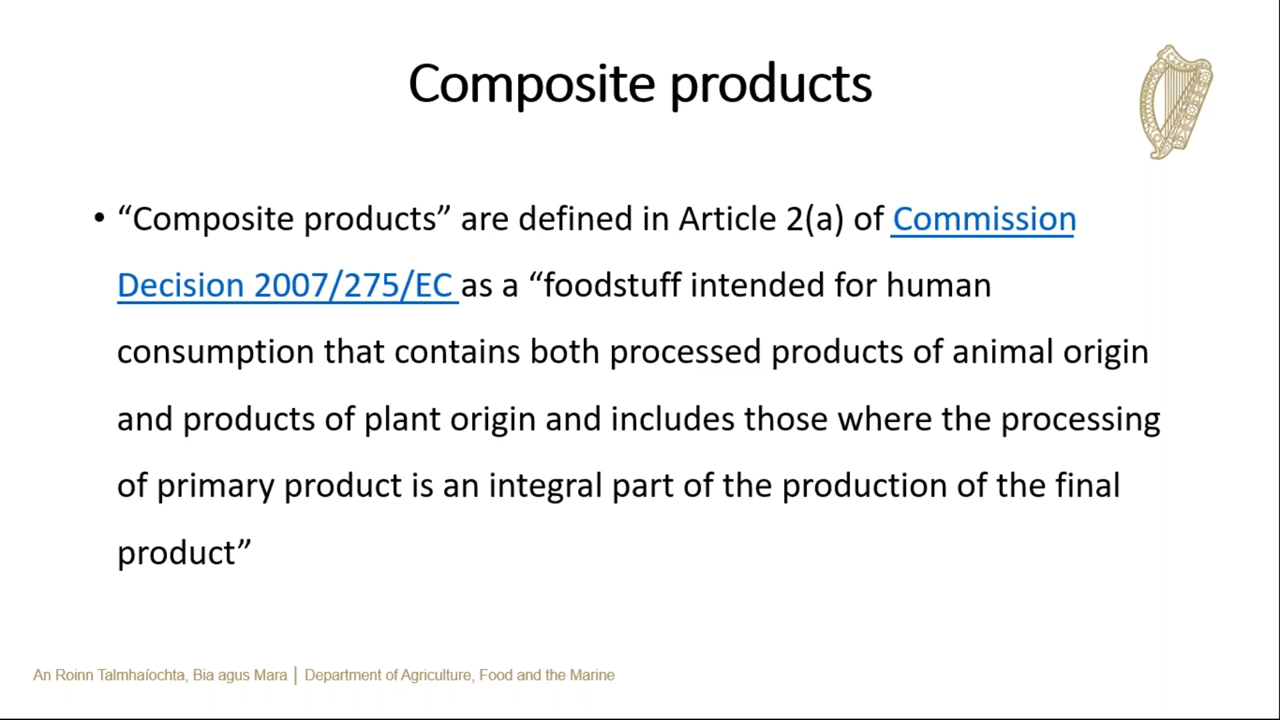 Composite products
• “Composite products” are defined in Article 2(a) of Commission
Decision 2007/275/EC as a “foodstuff intended for human
consumption that contains both processed products of animal origin
and products of plant origin and includes those where the processing
of primary product is an integral part of the production of the final
product”
An Roinn Talmhaíochta, Bia agus Mara | Department of Agriculture, Food and the Marine